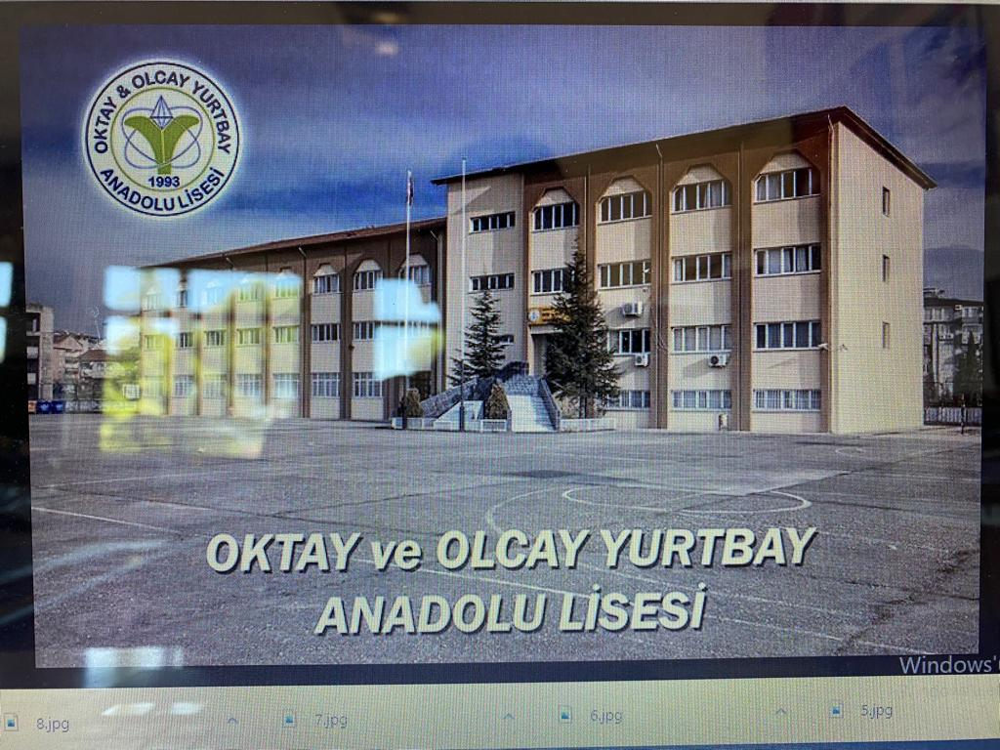 OKTAY & OLCAY YURTBAY
1993
ANADOLU LİSESİ
OKTAY ve OLCAY YURTBAY
ANADOLU LİSESİ
Windows'
8.jpg
7.jpg
6.jpg
5.jpg